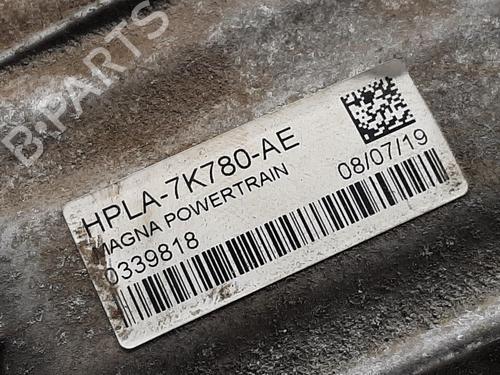 B-PARTS
HPLA-7K780-AE
MAGNA POWERTRAIN
0339818
08/07/19